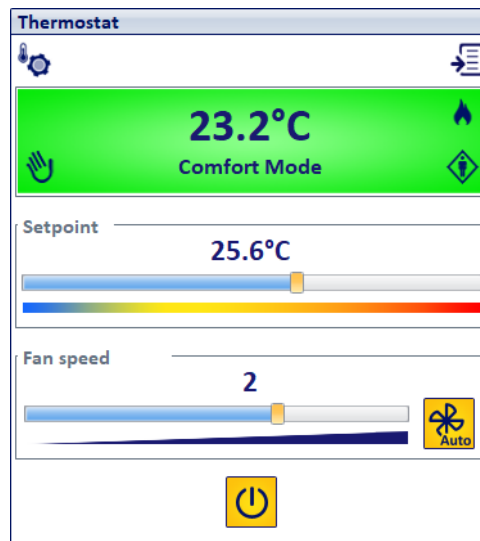 Thermostat
23.2°C
Comfort Mode
Setpoint
25.6°C
Fan speed
2
Auto